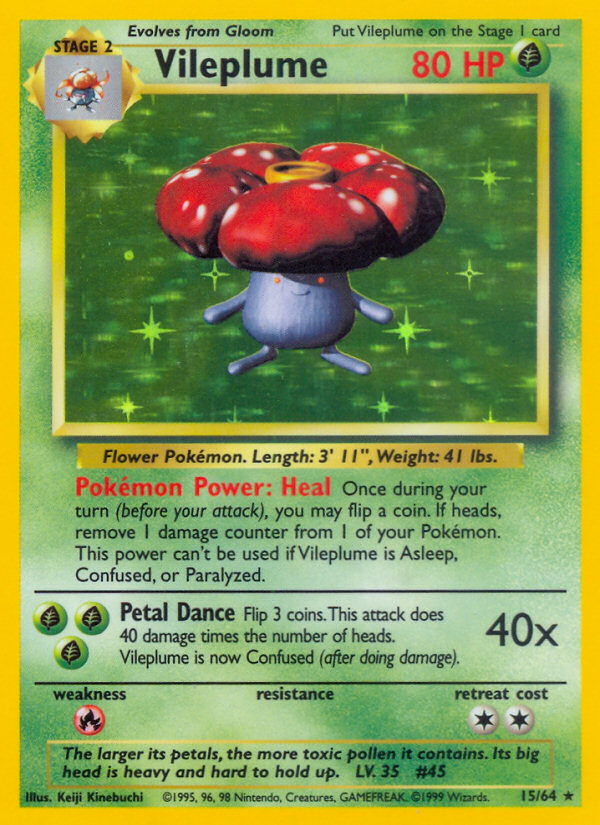 Evolves from Gloom
Put Vileplume on the Stage 1 card
STAGE 2
Vileplume
80 HP
Flower Pokémon. Length: 3' 11", Weight: 41 lbs.
Pokémon Power: Heal Once during your
turn (before your attack), you may flip a coin. If heads,
remove 1 damage counter from 1 of your Pokémon.
This power can't be used if Vileplume is Asleep,
Confused, or Paralyzed.
Petal Dance Flip 3 coins. This attack does
40 damage times the number of heads.
Vileplume is now Confused (after doing damage).
40x
weakness
resistance
retreat cost
The larger its petals, the more toxic pollen it contains. Its big
head is heavy and hard to hold up. LV. 35 #45
Illus. Keiji Kinebuchi ©1995, 96, 98 Nintendo, Creatures, GAMEFREAK. ©1999 Wizards. 15/64 ★